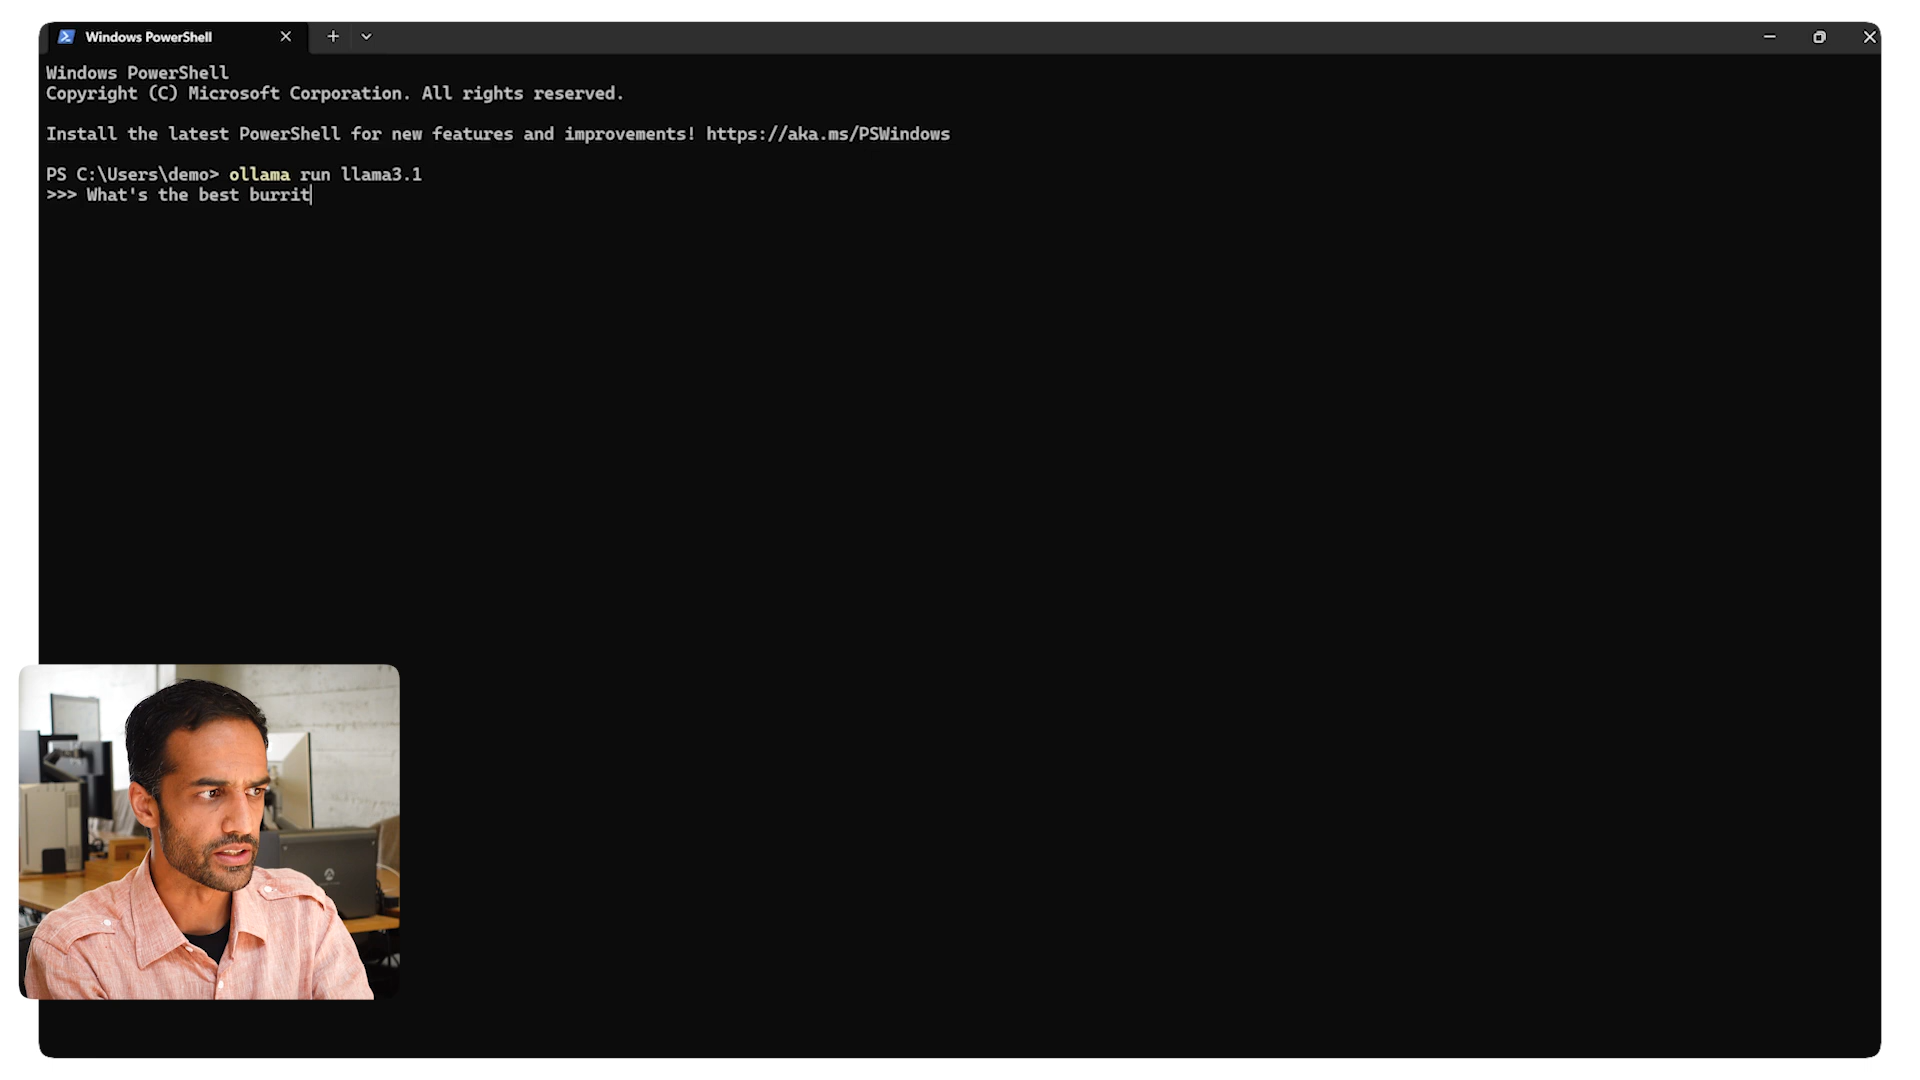 Windows PowerShell
Windows PowerShell
Copyright (C) Microsoft Corporation. All rights reserved.
Install the latest PowerShell for new features and improvements! https://aka.ms/PSWindows
PS C:\Users\demo> ollama run llama3.1
>>> What's the best burrit